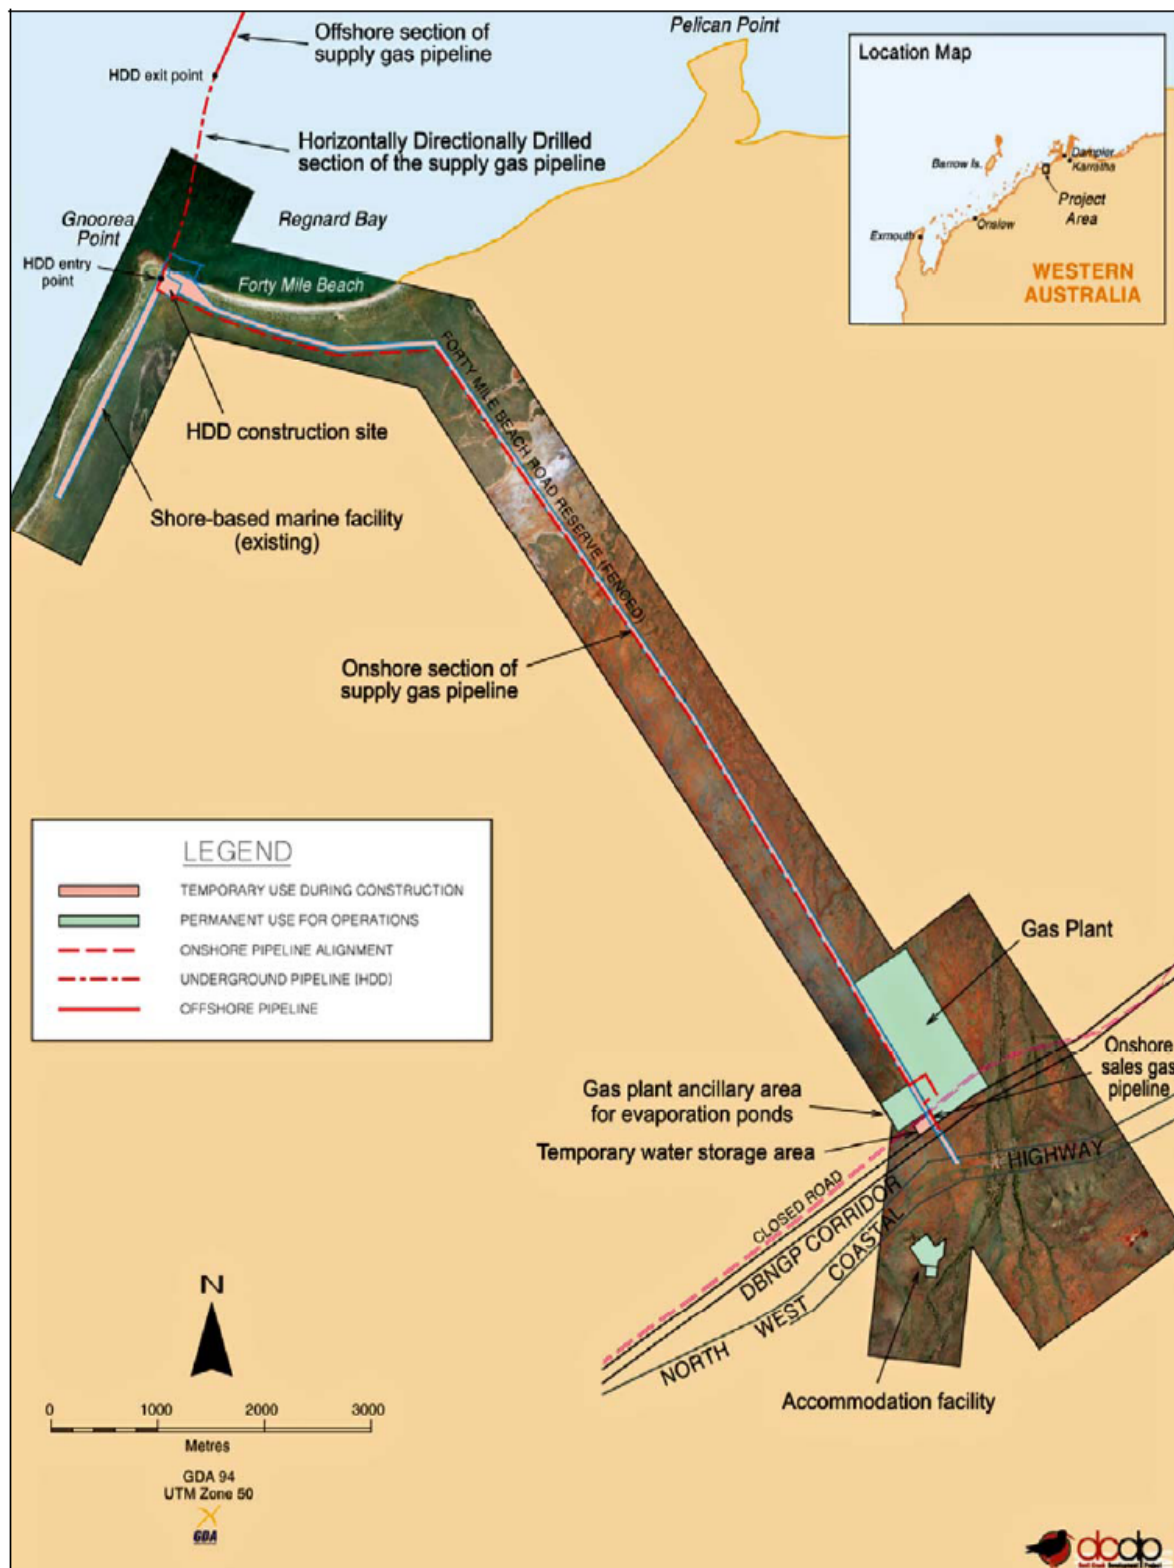 Offshore section of
supply gas pipeline
HDD exit point
Horizontally Directionally Drilled
section of the supply gas pipeline
Pelican Point
Location Map
Barrow Is.
Dampier
Karratha
Project
Area
Onslow
Exmouth
WESTERN
AUSTRALIA
Gnoorea
Point
Regnard Bay
HDD entry
point
Forty Mile Beach
FORTY MILE BEACH ROAD RESERVE (FENCED)
HDD construction site
Shore-based marine facility
(existing)
Onshore section of
supply gas pipeline
LEGEND
TEMPORARY USE DURING CONSTRUCTION
PERMANENT USE FOR OPERATIONS
ONSHORE PIPELINE ALIGNMENT
UNDERGROUND PIPELINE (HDD)
OFFSHORE PIPELINE
Gas Plant
Onshore
sales gas
pipeline
Gas plant ancillary area
for evaporation ponds
Temporary water storage area
CLOSED ROAD
DBNGP CORRIDOR
NORTH WEST COASTAL HIGHWAY
Accommodation facility
N
0 1000 2000 3000
Metres
GDA 94
UTM Zone 50
GDA
dcdp